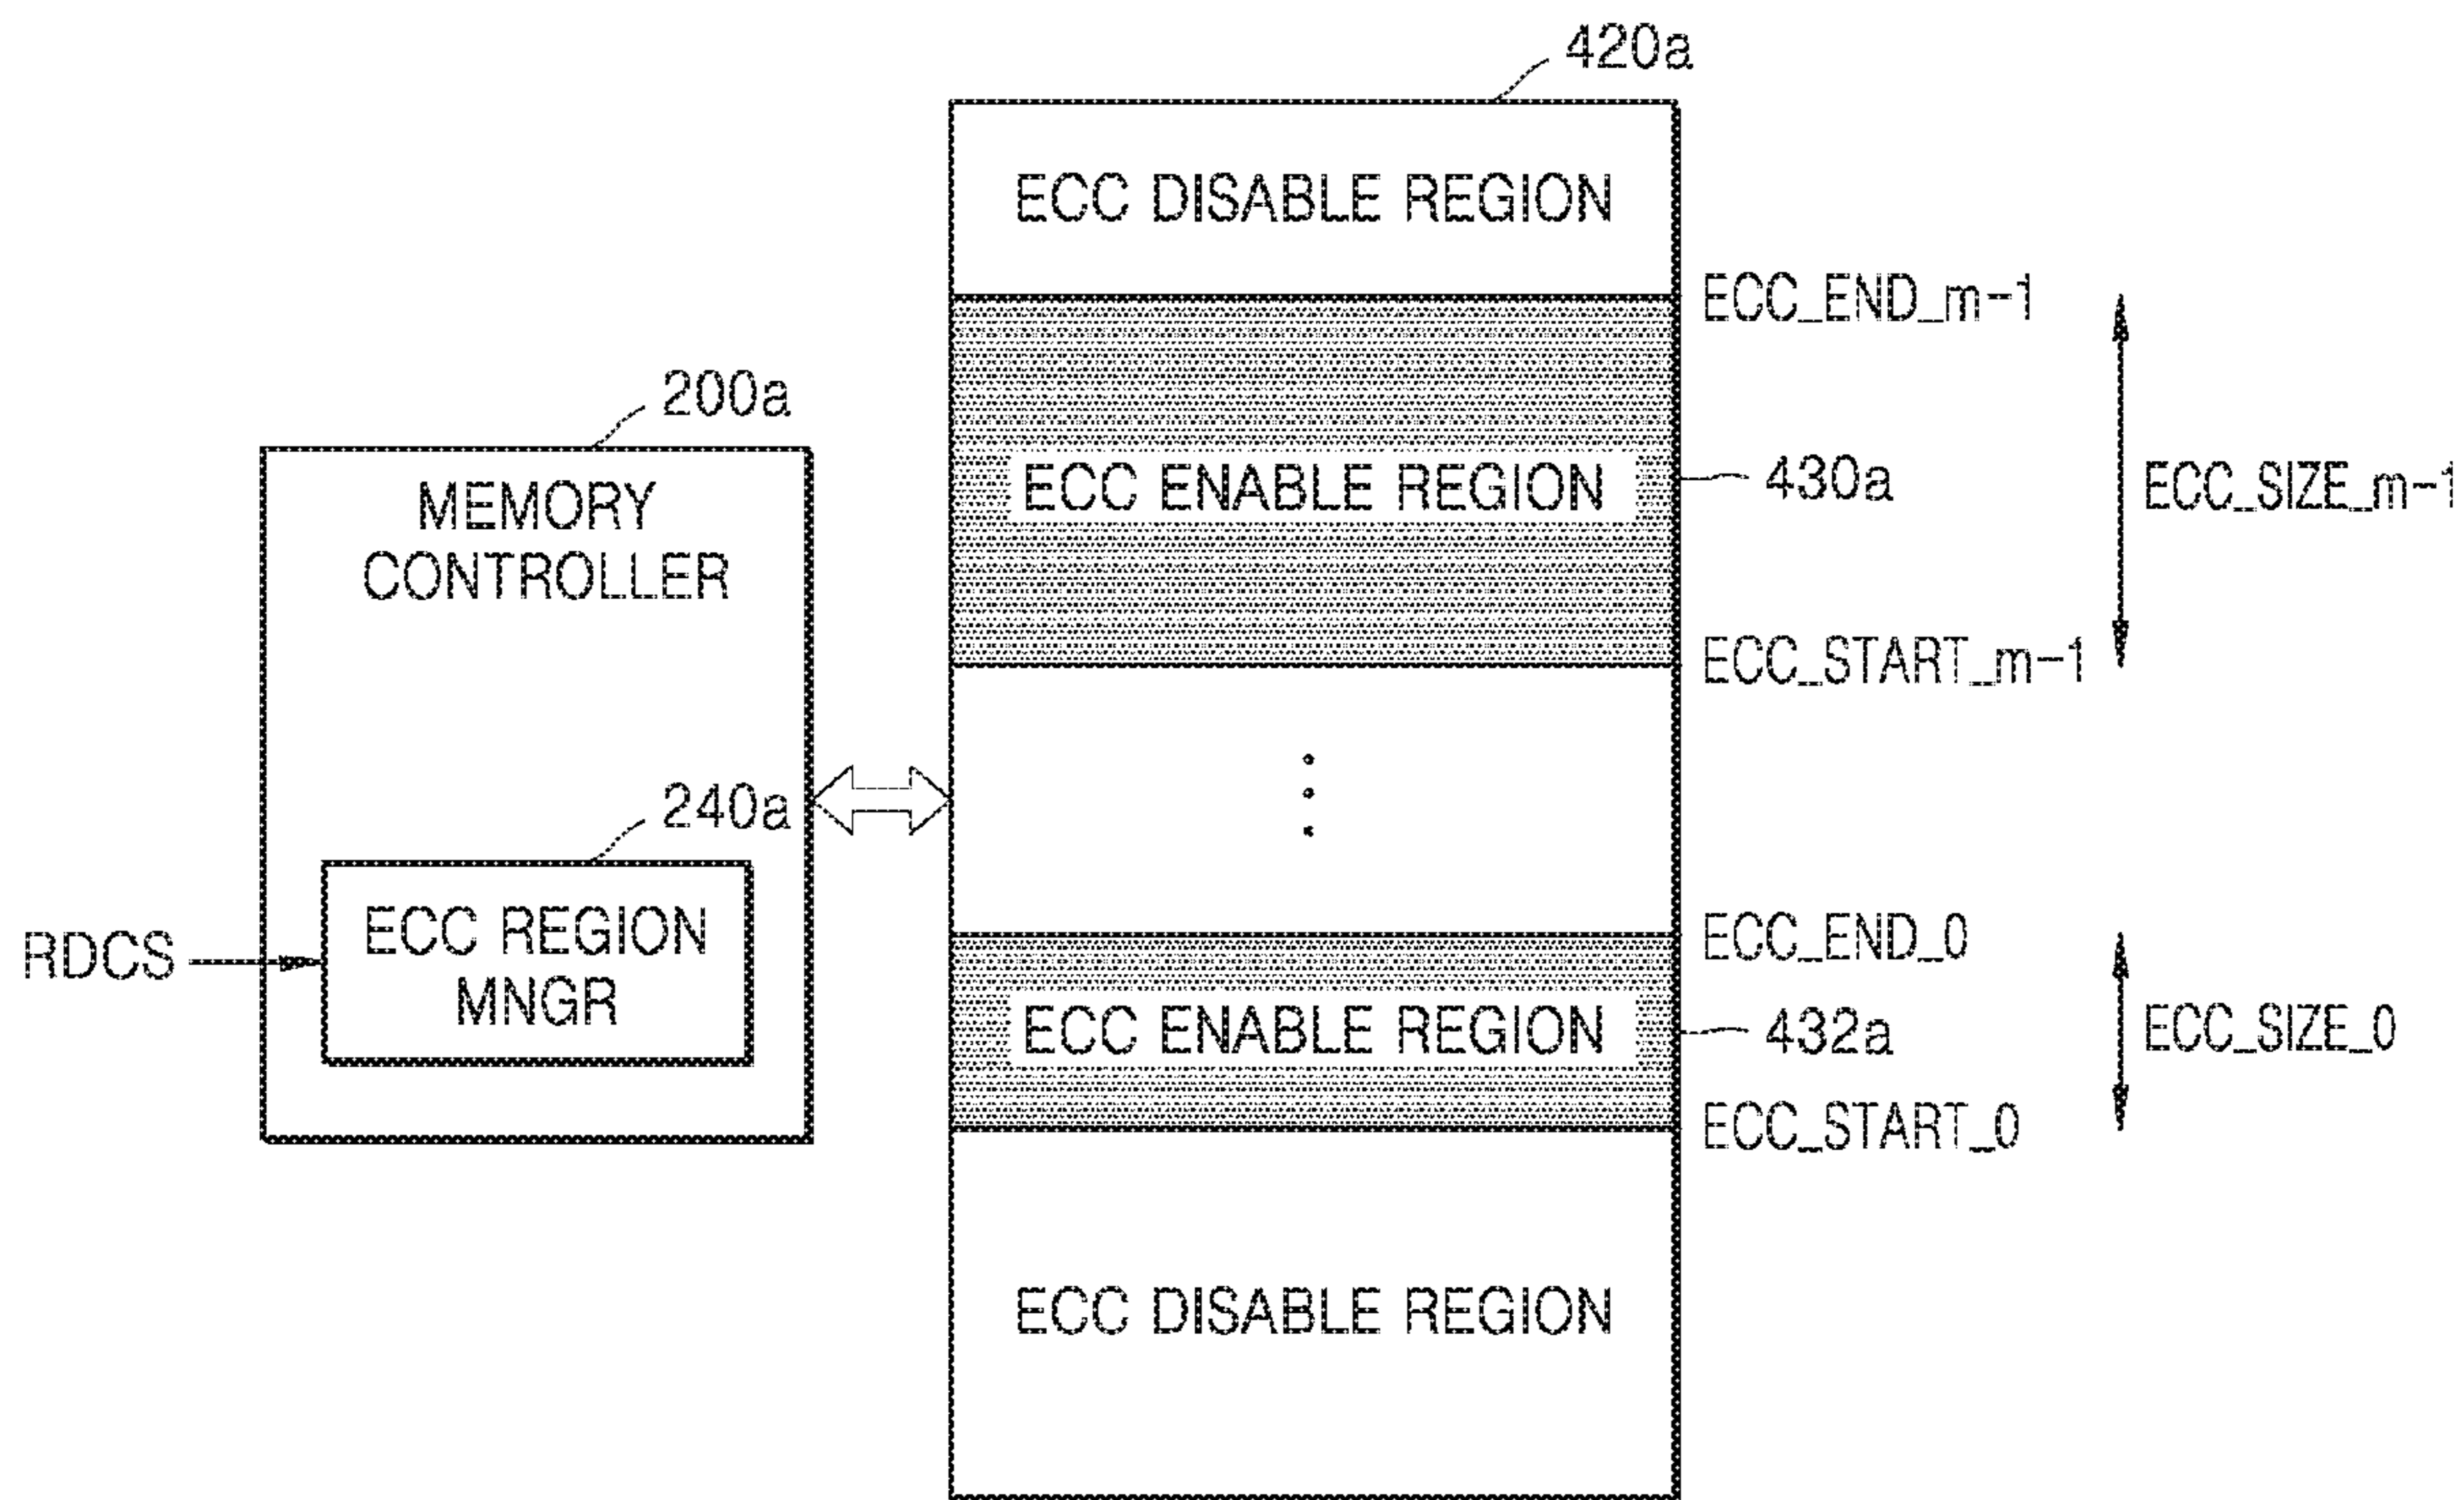 420a
ECC DISABLE REGION
ECC_END_m-1
200a
MEMORY
CONTROLLER
ECC ENABLE REGION
430a
ECC_SIZE_m-1
ECC_START_m-1
240a
ECC REGION
MNGR
RDCS
ECC_END_0
ECC ENABLE REGION
432a
ECC_SIZE_0
ECC_START_0
ECC DISABLE REGION